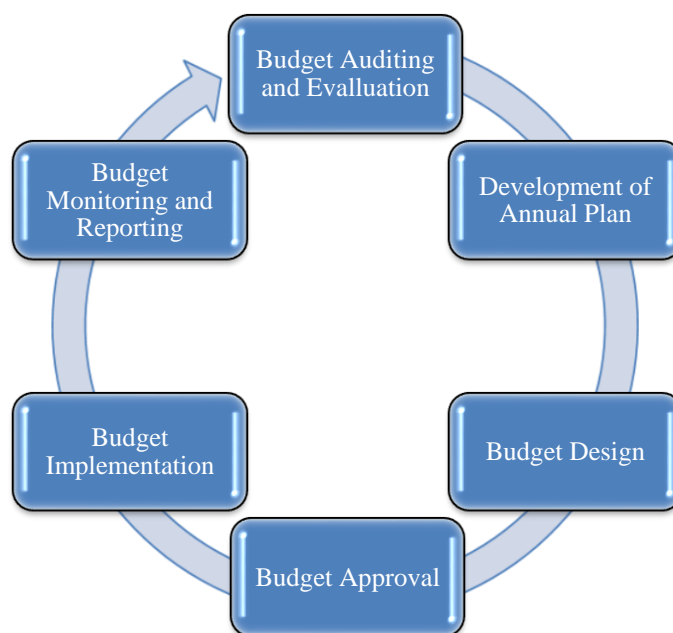 Budget Auditing
and Evalluation
Development of
Annual Plan
Budget Design
Budget Approval
Budget
Implementation
Budget
Monitoring and
Reporting